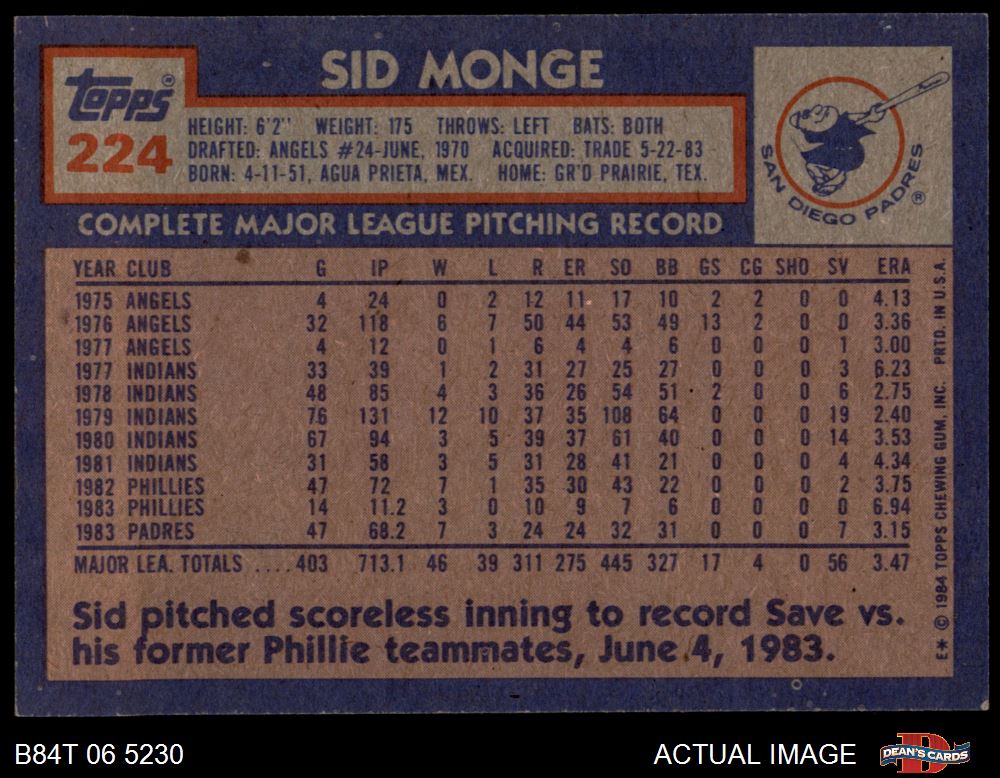 SID MONGE
Topps®
224
HEIGHT: 6'2" WEIGHT: 175 THROWS: LEFT BATS: BOTH
DRAFTED: ANGELS #24-JUNE, 1970 ACQUIRED: TRADE 5-22-83
BORN: 4-11-51, AGUA PRIETA, MEX. HOME: GR'D PRAIRIE, TEX.
SAN DIEGO PADRES®
COMPLETE MAJOR LEAGUE PITCHING RECORD
YEAR CLUB G IP W L R ER SO BB GS CG SHO SV ERA
1975 ANGELS 4 24 0 2 12 11 17 10 2 2 0 0 4.13
1976 ANGELS 32 118 6 7 50 44 53 49 13 2 0 0 3.36
1977 ANGELS 4 12 0 1 6 4 4 6 0 0 0 1 3.00
1977 INDIANS 33 39 1 2 31 27 25 27 0 0 0 3 6.23
1978 INDIANS 48 85 4 3 36 26 54 51 2 0 0 6 2.75
1979 INDIANS 76 131 12 10 37 35 108 64 0 0 0 19 2.40
1980 INDIANS 67 94 3 5 39 37 61 40 0 0 0 14 3.53
1981 INDIANS 31 58 3 5 31 28 41 21 0 0 0 4 4.34
1982 PHILLIES 47 72 7 1 35 30 43 22 0 0 0 2 3.75
1983 PHILLIES 14 11.2 3 0 10 9 7 6 0 0 0 0 6.94
1983 PADRES 47 68.2 7 3 24 24 32 31 0 0 0 7 3.15
MAJOR LEA. TOTALS ....403 713.1 46 39 311 275 445 327 17 4 0 56 3.47
Sid pitched scoreless inning to record Save vs.
his former Phillie teammates, June 4, 1983.
E* © 1984 TOPPS CHEWING GUM, INC. PRTD. IN U.S.A.
B84T 06 5230
ACTUAL IMAGE
D
DEAN'S CARDS